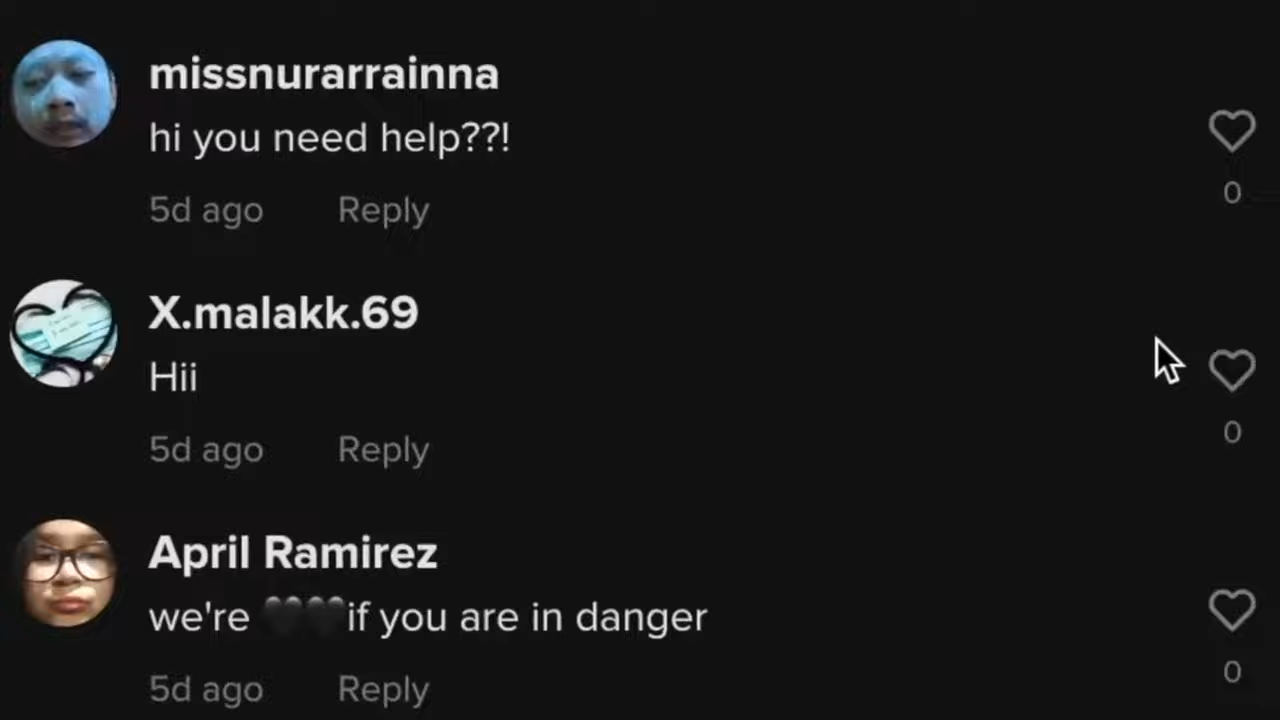 missnurarrainna
hi you need help??!
5d ago Reply
0
X.malakk.69
Hii
5d ago Reply
0
April Ramirez
we're 🖤🖤if you are in danger
5d ago Reply
0